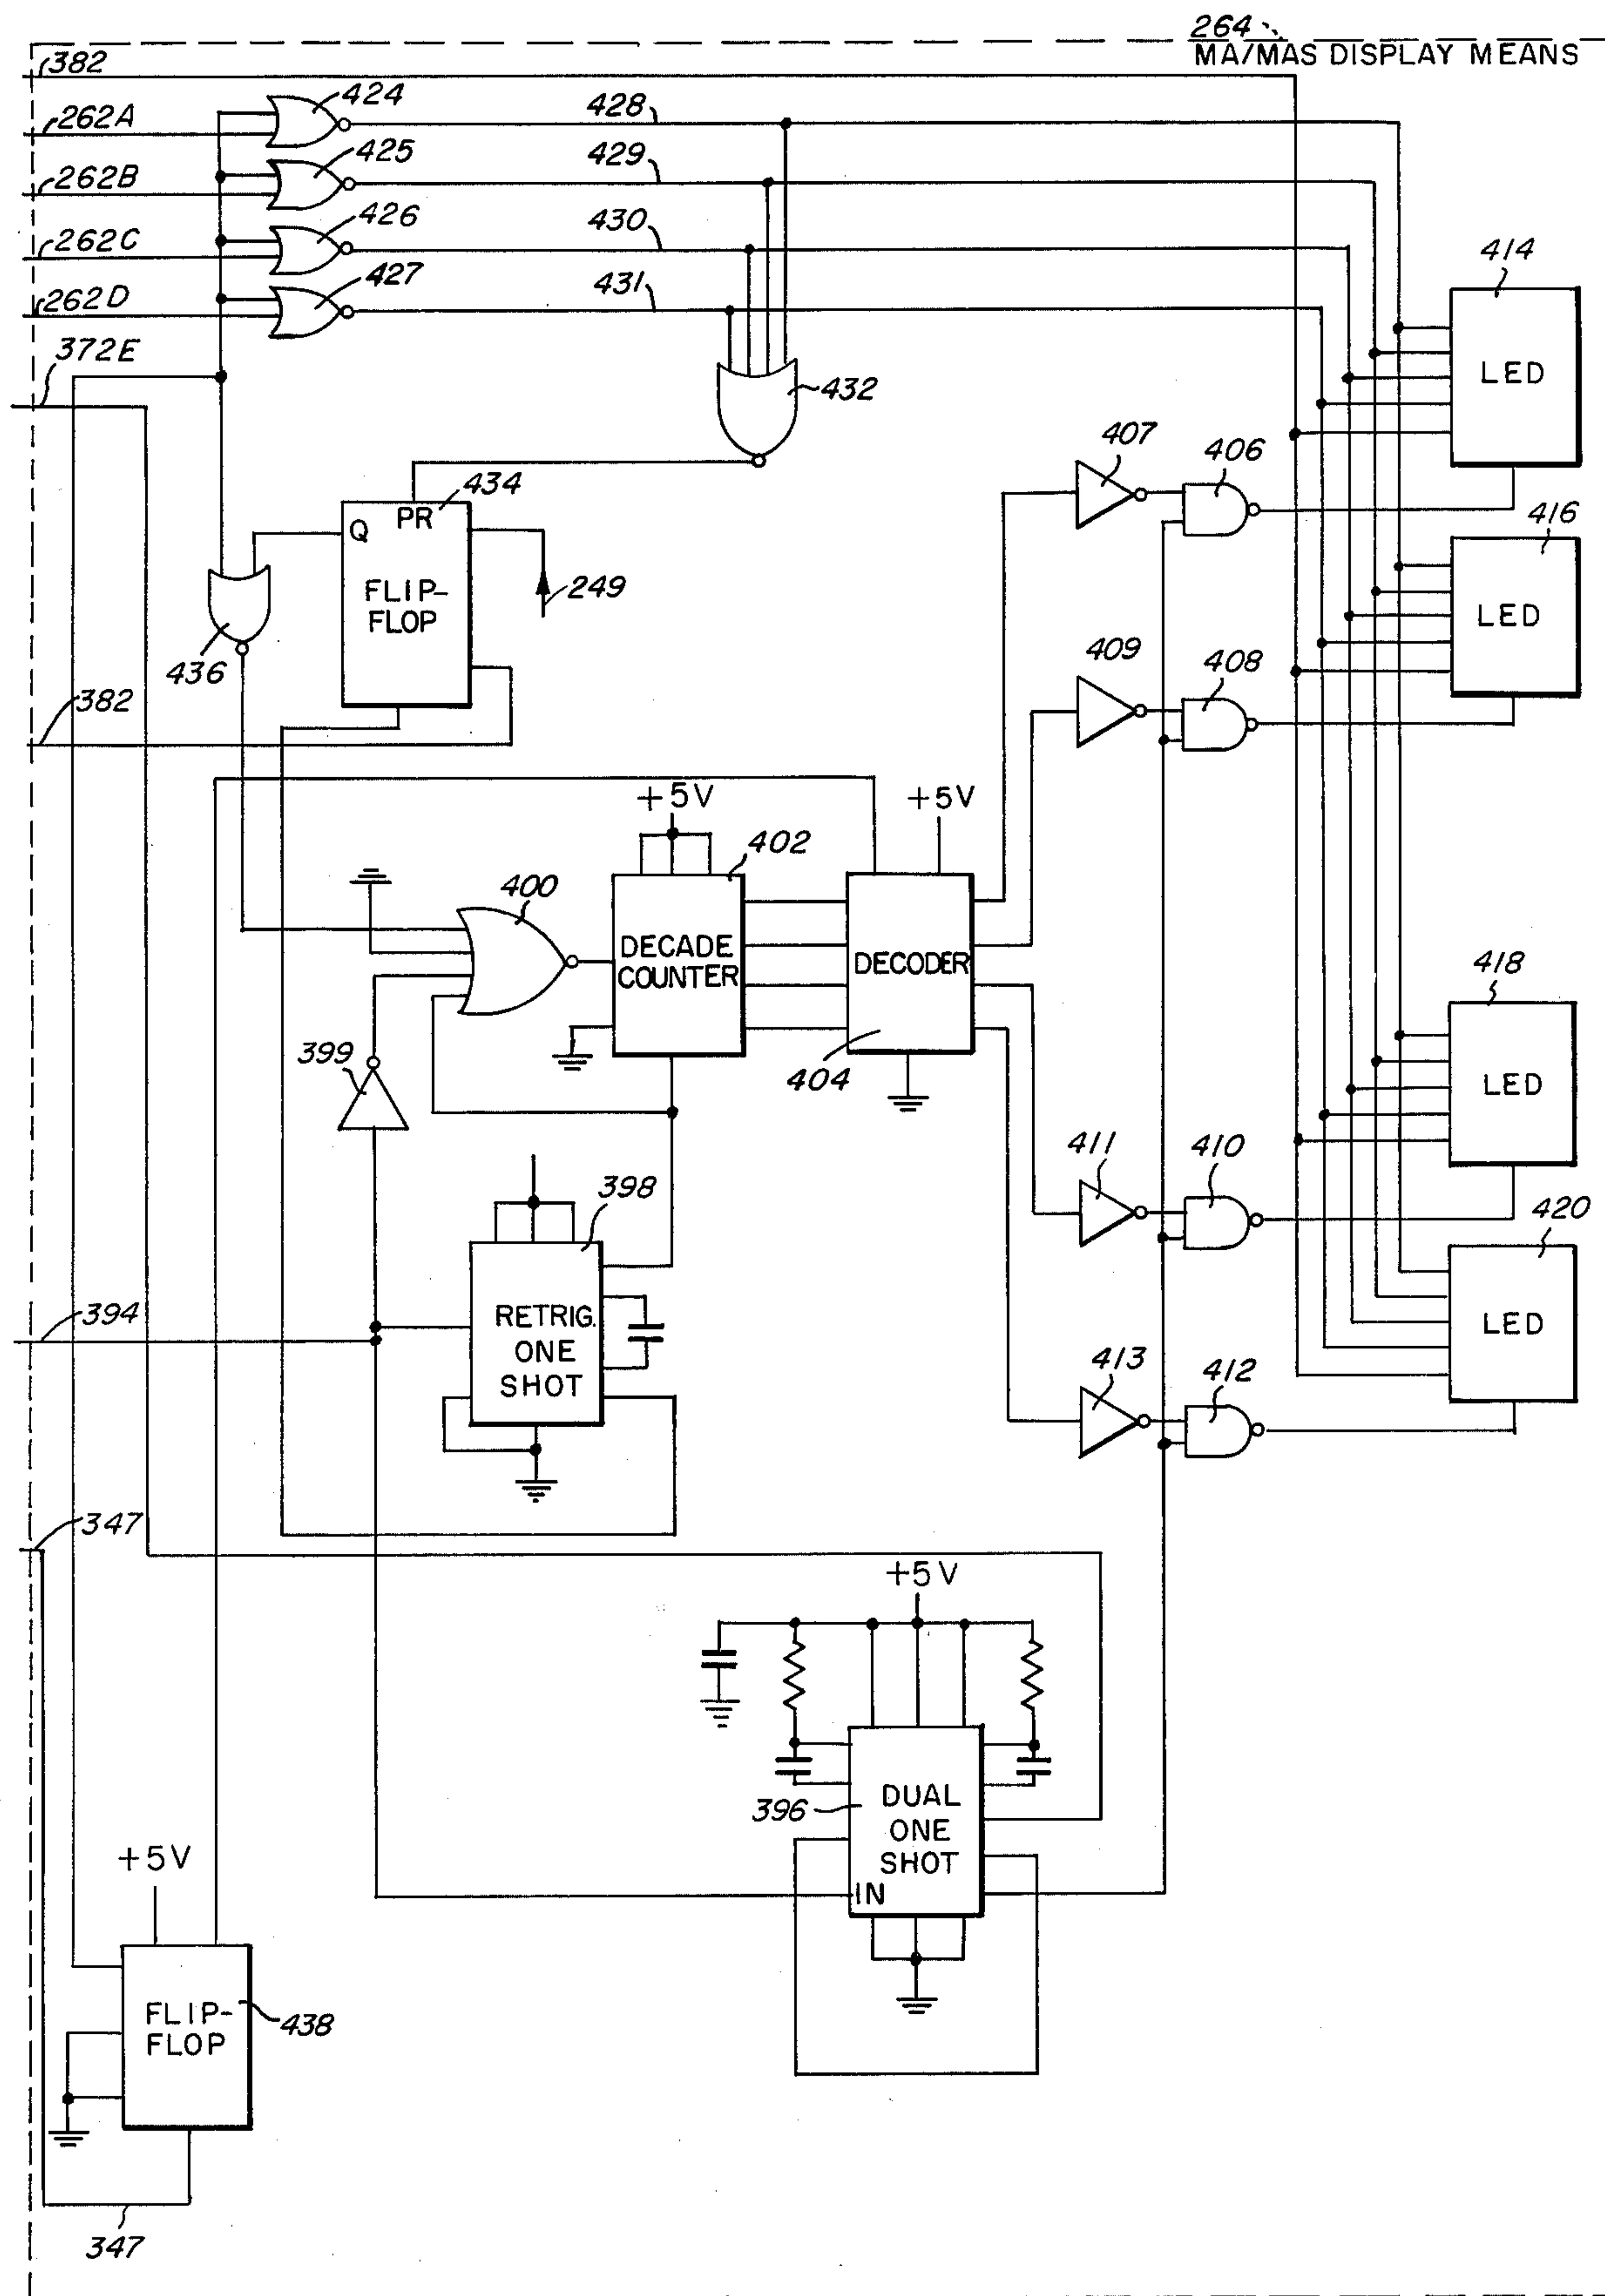 264
MA/MAS DISPLAY MEANS
382
262A
424
428
262B
425
429
262C
426
430
262D
427
431
414
LED
372E
432
407
406
434
PR
Q
FLIP-
FLOP
249
416
LED
436
409
408
382
+5V
+5V
402
400
DECADE
COUNTER
DECODER
418
LED
399
404
411
410
398
420
LED
394
RETRIG.
ONE
SHOT
413
412
347
+5V
396
DUAL
ONE
SHOT
IN
+5V
FLIP-
FLOP
438
347